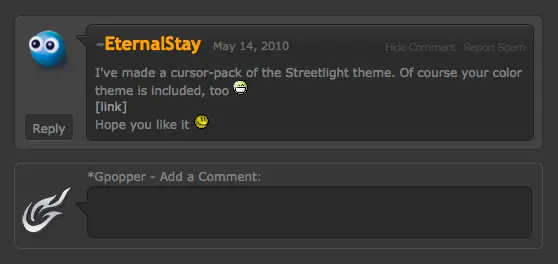 ~EternalStay May 14, 2010 Hide Comment Report Spam
I've made a cursor-pack of the Streetlight theme. Of course your color
theme is included, too
[link]
Hope you like it
Reply
*Gpopper - Add a Comment: